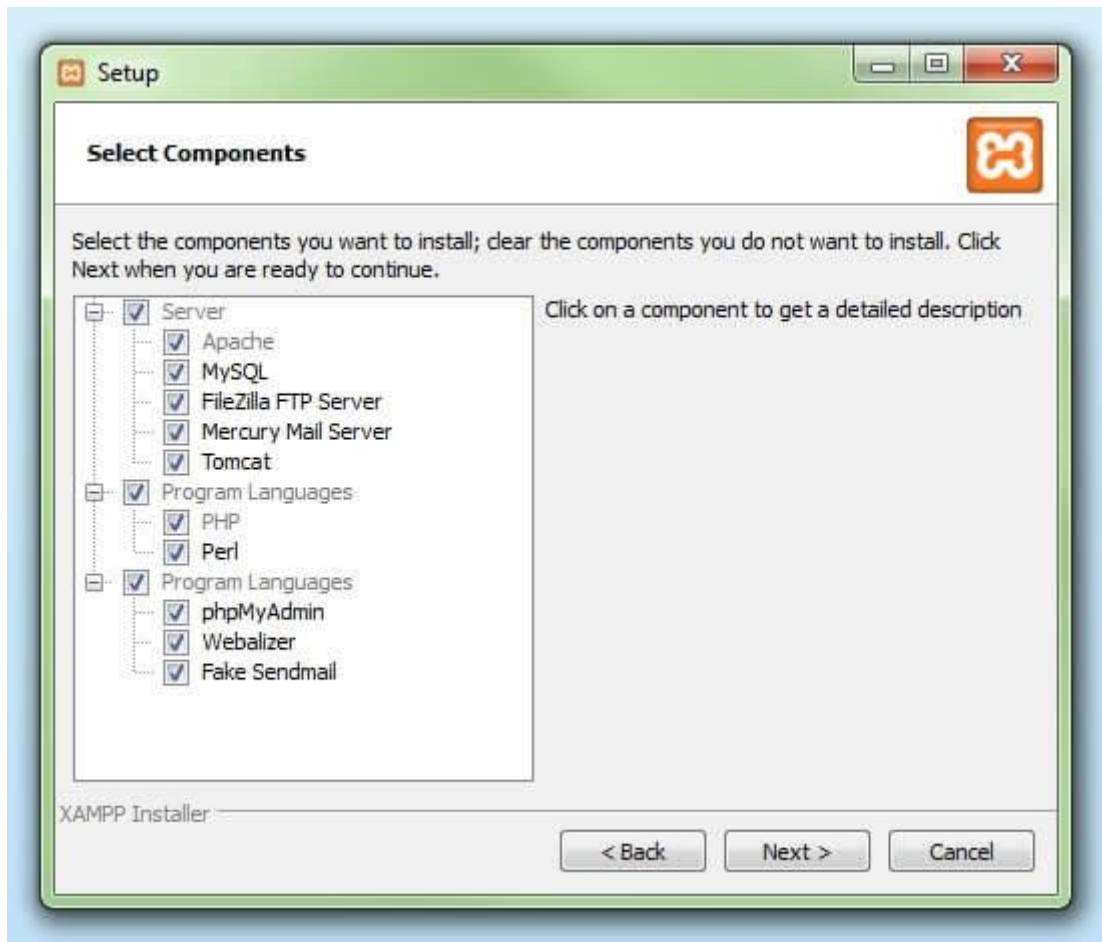 Setup
Select Components
Select the components you want to install; clear the components you do not want to install. Click
Next when you are ready to continue.
Server
Apache
MySQL
FileZilla FTP Server
Mercury Mail Server
Tomcat
Program Languages
PHP
Perl
Program Languages
phpMyAdmin
Webalizer
Fake Sendmail
Click on a component to get a detailed description
XAMPP Installer
< Back Next > Cancel